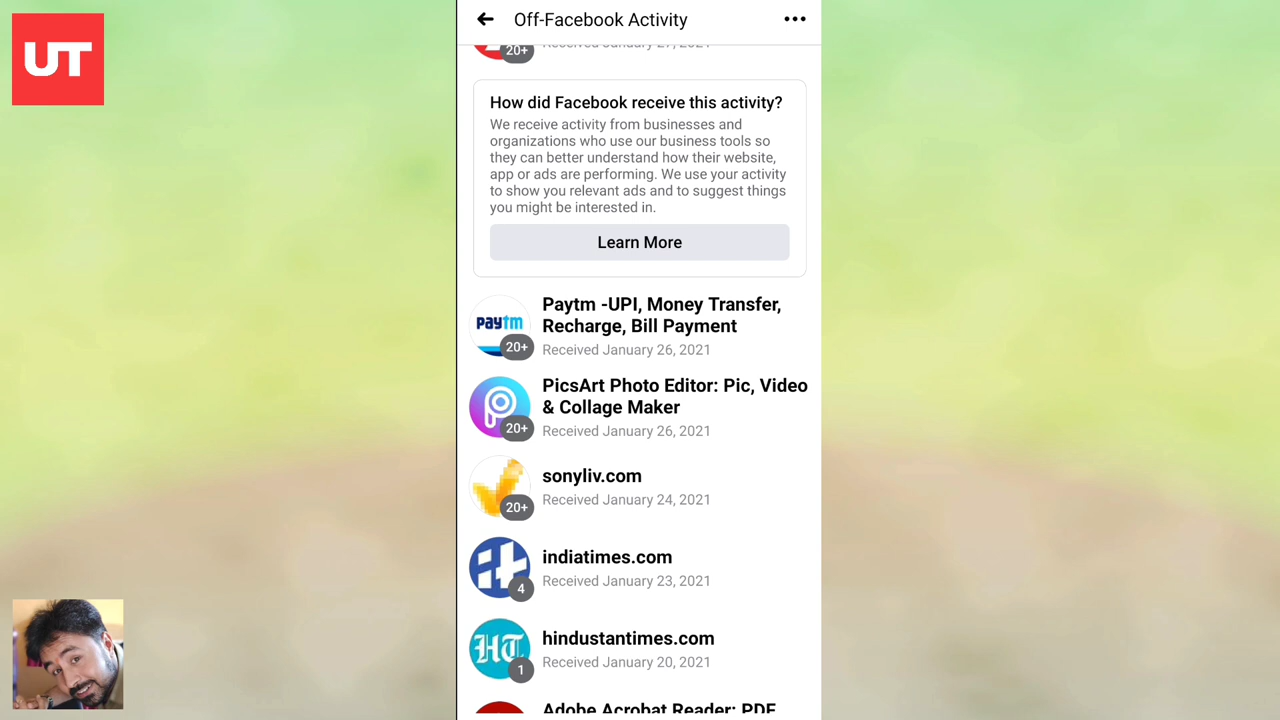 UT
Off-Facebook Activity
20+
Received January 27, 2021
How did Facebook receive this activity?
We receive activity from businesses and
organizations who use our business tools so
they can better understand how their website,
app or ads are performing. We use your activity
to show you relevant ads and to suggest things
you might be interested in.
Learn More
paytm
20+
Paytm -UPI, Money Transfer,
Recharge, Bill Payment
Received January 26, 2021
20+
PicsArt Photo Editor: Pic, Video
& Collage Maker
Received January 26, 2021
20+
sonyliv.com
Received January 24, 2021
it
4
indiatimes.com
Received January 23, 2021
HT
1
hindustantimes.com
Received January 20, 2021
Adobe Acrobat Reader: PDF